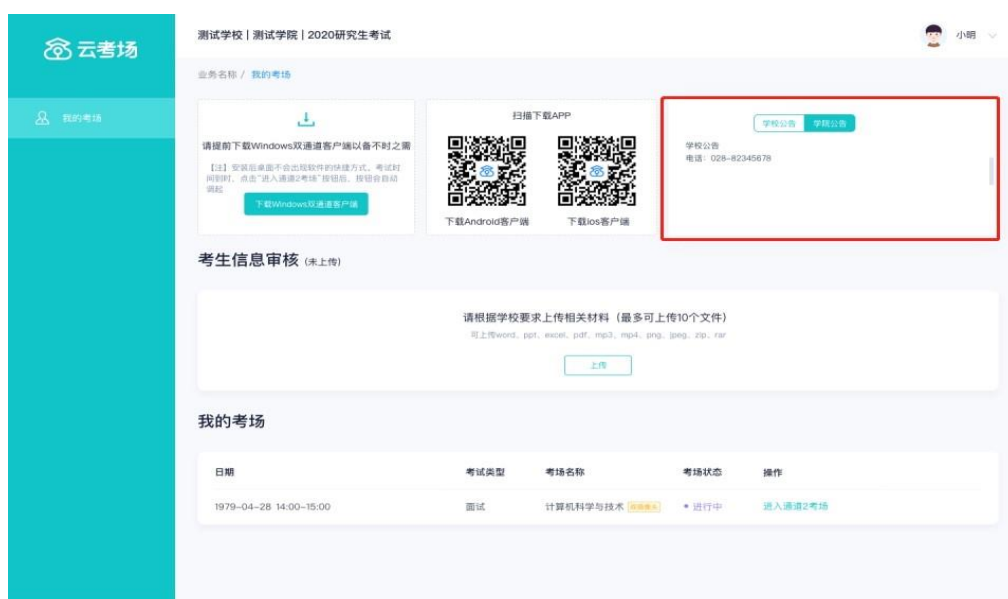 云考场
测试学校 | 测试学院 | 2020研究生考试
小明
业务名称 / 我的考场
我的考场
请提前下载Windows双通道客户端以备不时之需
【注】安装后桌面不会出现软件的快捷方式，考试时
间到时，点击“进入通道2考场”按钮后，按钮会自动
调起
下载Windows双通道客户端
扫描下载APP
下载Android客户端
下载Ios客户端
学校公告 学院公告
学校公告
电话：028-82345678
考生信息审核 (未上传)
请根据学校要求上传相关材料（最多可上传10个文件）
可上传word、ppt、excel、pdf、mp3、mp4、png、jpeg、zip、rar
上传
我的考场
日期 考试类型 考场名称 考场状态 操作
1979-04-28 14:00-15:00 面试 计算机科学与技术 进行中 进入通道2考场